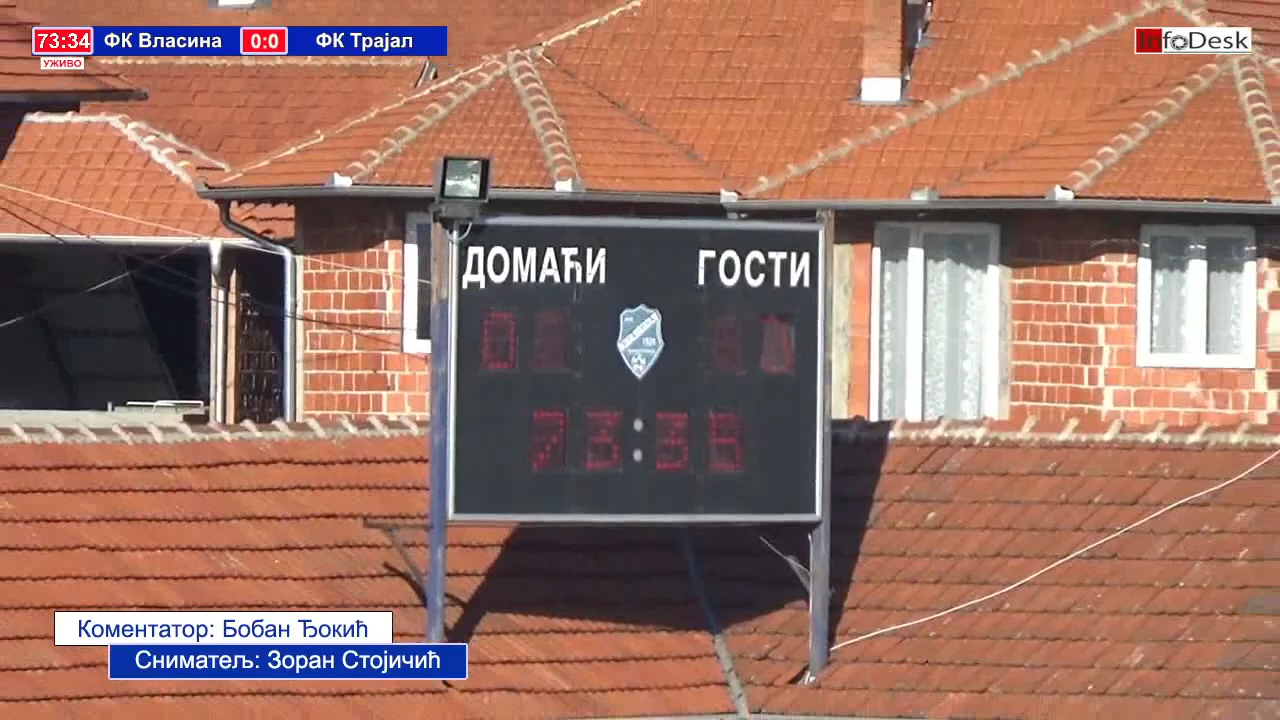 73:34 ФК Власина 0:0 ФК Трајал
УЖИВО
InfoDesk
ДОМАЋИ ГОСТИ
1920
73:36
Коментатор: Бобан Ђокић
Сниматељ: Зоран Стојичић